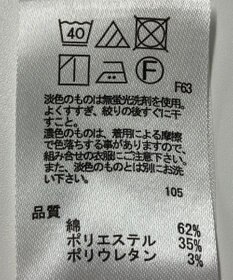 40
F
F63
淡色のものは無蛍光洗剤を使用。
よくすすぎ、絞りの後すぐに干
すこと。
濃色のものは、着用による摩擦
で色落ちする事がありますので、
組み合せの衣服にご注意下さい。
また、淡色のものとは別にお洗
い下さい。
105
品質
綿 62%
ポリエステル 35%
ポリウレタン 3%